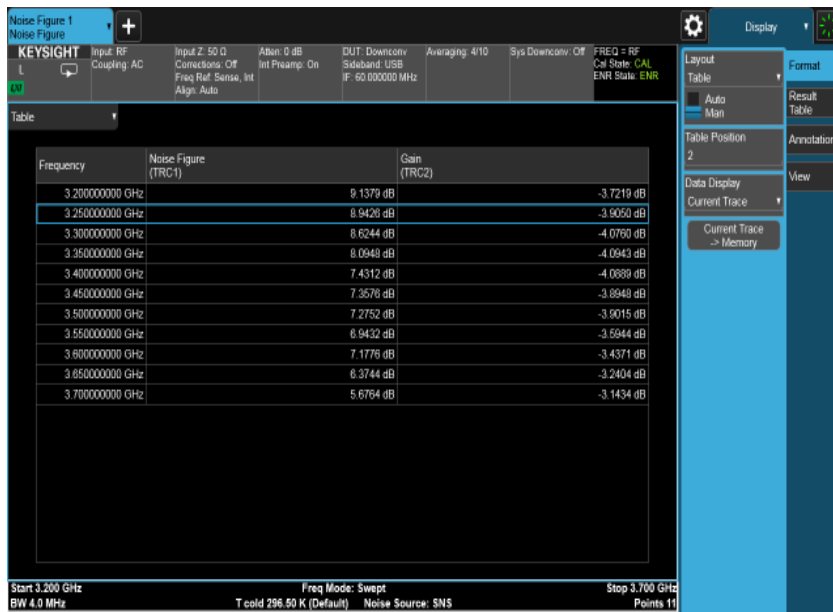 Noise Figure 1
Noise Figure
+
Display
KEYSIGHT
L
Input: RF
Coupling: AC
Input Z: 50 Ω
Corrections: Off
Freq Ref: Sense, Int
Align: Auto
Atten: 0 dB
Int Preamp: On
DUT: Downconv
Sideband: USB
IF: 60.000000 MHz
Averaging: 4/10
Sys Downconv: Off
FREQ = RF
Cal State: CAL
ENR State: ENR
LXI
Table
Frequency Noise Figure (TRC1) Gain (TRC2)
3.200000000 GHz 9.1379 dB -3.7219 dB
3.250000000 GHz 8.9426 dB -3.9050 dB
3.300000000 GHz 8.6244 dB -4.0760 dB
3.350000000 GHz 8.0948 dB -4.0943 dB
3.400000000 GHz 7.4312 dB -4.0889 dB
3.450000000 GHz 7.3576 dB -3.8948 dB
3.500000000 GHz 7.2752 dB -3.9015 dB
3.550000000 GHz 6.9432 dB -3.5944 dB
3.600000000 GHz 7.1776 dB -3.4371 dB
3.650000000 GHz 6.3744 dB -3.2404 dB
3.700000000 GHz 5.6764 dB -3.1434 dB
Start 3.200 GHz Freq Mode: Swept Stop 3.700 GHz
BW 4.0 MHz T cold 296.50 K (Default) Noise Source: SNS Points 11
Layout
Table
Auto
Man
Table Position
2
Data Display
Current Trace
Current Trace
-> Memory
Format
Result
Table
Annotation
View